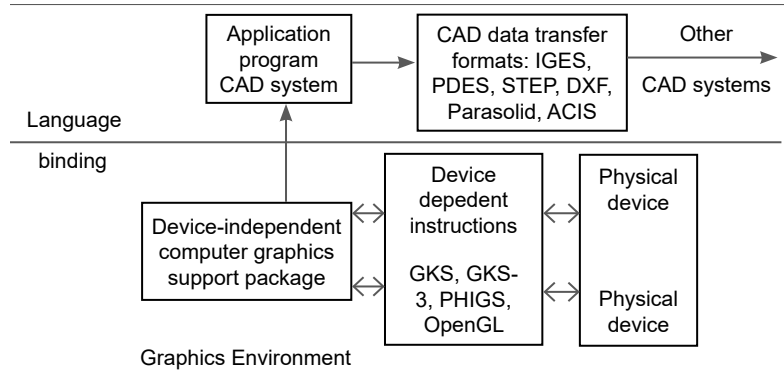 Application
program
CAD system
CAD data transfer
formats: IGES,
PDES, STEP, DXF,
Parasolid, ACIS
Other
CAD systems
Language
binding
Device-independent
computer graphics
support package
Device
depedent
instructions
GKS, GKS-
3, PHIGS,
OpenGL
Physical
device
Physical
device
Graphics Environment